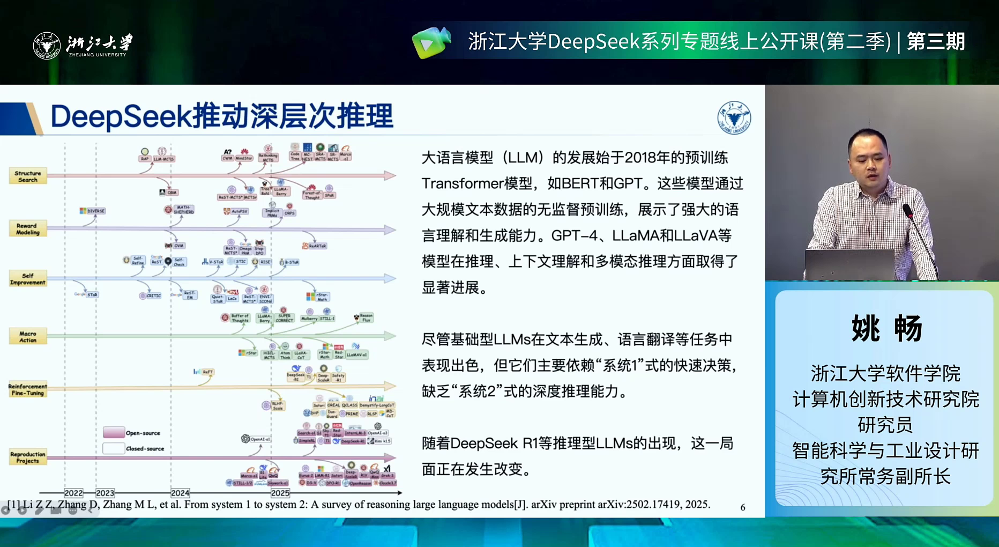 浙江大学
ZHEJIANG UNIVERSITY
浙江大学DeepSeek系列专题线上公开课(第二季) | 第三期
DeepSeek推动深层次推理
大语言模型（LLM）的发展始于2018年的预训练
Transformer模型，如BERT和GPT。这些模型通过
大规模文本数据的无监督预训练，展示了强大的语
言理解和生成能力。GPT-4、LLaMA和LLaVA等
模型在推理、上下文理解和多模态推理方面取得了
显著进展。
尽管基础型LLMs在文本生成、语言翻译等任务中
表现出色，但它们主要依赖“系统1”式的快速决策，
缺乏“系统2”式的深度推理能力。
随着DeepSeek R1等推理型LLMs的出现，这一局
面正在发生改变。
RAP
LLM-MCTS
CWM
MindStar
Rethinking
MCTS
Code
Tree
MC-
NEST
SRA-
MCTS
SR-
MCTS
Marco
-o1
Structure
Search
ORM
ReST-MCTS*
MCTSr
Tree
BoN
LLaMA-
Berry
Forest-of-
Thought
SPaR
DIVERSE
MATH-
SHEPHERD
AutoPSV
Implicit
PRMs
ORPS
Reward
Modeling
OVM
ReST-
MCTS*
Omega
PRM
Step-
DPO
ReARTeR
Self-
Refine
Google
ReST
Self-
Check
V-STaR
STIC
RISE
B-STaR
Self
Improvement
Google
STaR
CRITIC
Google
ReST-
EM
Quiet-
STaR
LeCo
ReST-
MCTS*
ENVI-
SIONs
rStar-
Math
Buffer of
Thoughts
LLaMA-
Berry
SUPER
CORRECT
Mulberry
STILL-1
Reason
Flux
Macro
Action
rStar
HiICL-
MCTS
Atom
Think
LLaVA-
CoT
rStar-
Math
Red-
Star
LLaMAV-o1
ReFT
DeepSeek
-R1
T1
Deep-
ScaleR
Safety
-R1
Reinforcement
Fine-Tuning
RLHF-
Scale
Satori
OREAL
QCLASS
Demystify-LongCoT
DHP
Duo-
Guard
PRIME
RLSP
MD-
CoT
Open-source
Closed-source
OpenAI-o1
Search-o1
S1
Sky-
T1
Red-
Star
InternLM-3
OpenAI-o3
SimpleRL
T1
DeepSeek-R1
Kimi k1.5
Reproduction
Projects
Marco-o1
R1-
Lite
QwQ
STILL-1/2
Skywork-o1
Eurus-2
LMM-R1
Satori
Deep-
ScaleR
R1V
QwQ
-Max
Grok-3
DS-V
DPO-R1
OpenReason
Claude3.7
2022
2023
2024
2025
[1] Li Z Z, Zhang D, Zhang M L, et al. From system 1 to system 2: A survey of reasoning large language models[J]. arXiv preprint arXiv:2502.17419, 2025.
6
姚 畅
浙江大学软件学院
计算机创新技术研究院
研究员
智能科学与工业设计研
究所常务副所长